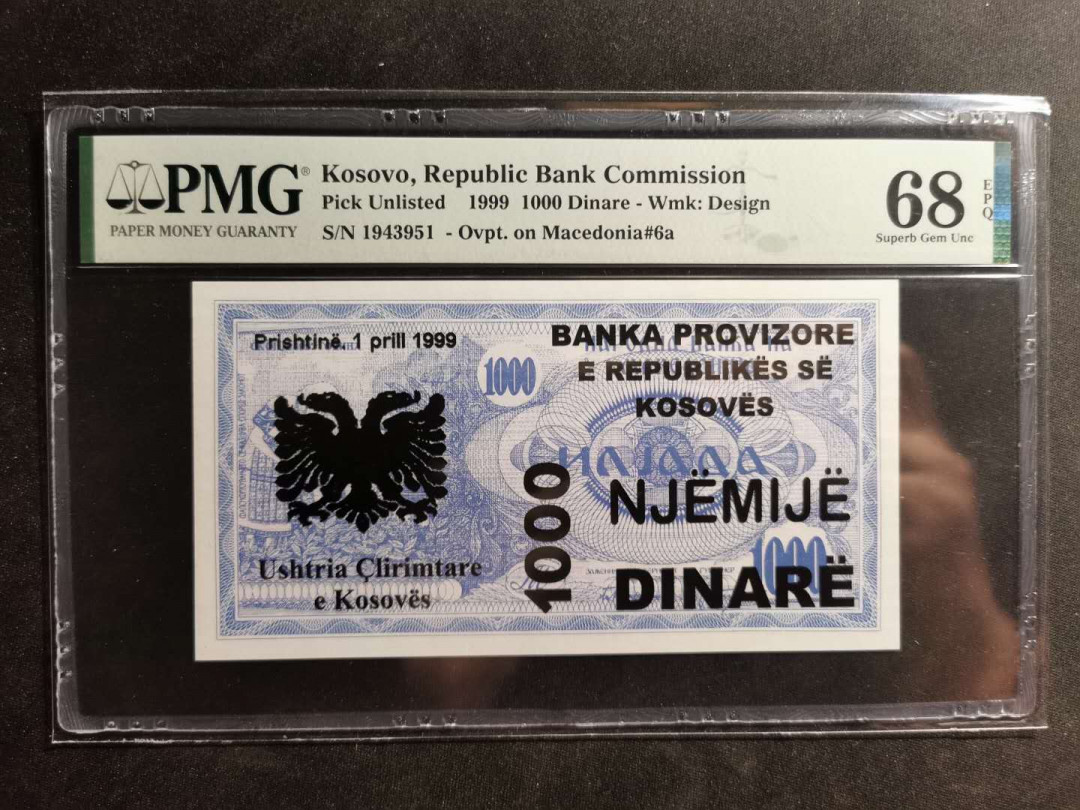 PMG®
PAPER MONEY GUARANTY
Kosovo, Republic Bank Commission
Pick Unlisted 1999 1000 Dinare - Wmk: Design
S/N 1943951 - Ovpt. on Macedonia#6a
68
EPQ
Superb Gem Unc
Prishtinë, 1 prill 1999
BANKA PROVIZORE
E REPUBLIKËS SË
KOSOVËS
1000
ИЛЈАДА
NJËMIJË
1000
1000
DINARË
Ushtria Çlirimtare
e Kosovës